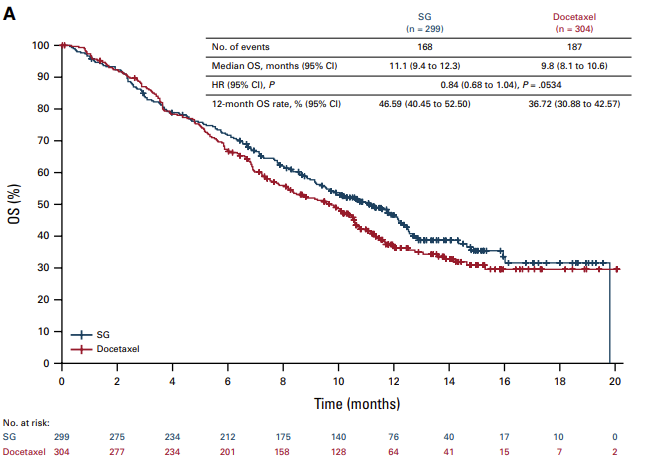 A
SG
(n = 299)
Docetaxel
(n = 304)
No. of events 168 187
Median OS, months (95% CI) 11.1 (9.4 to 12.3) 9.8 (8.1 to 10.6)
HR (95% CI), P 0.84 (0.68 to 1.04), P = .0534
12-month OS rate, % (95% CI) 46.59 (40.45 to 52.50) 36.72 (30.88 to 42.57)
OS (%)
100
90
80
70
60
50
40
30
20
10
0
SG
Docetaxel
0 2 4 6 8 10 12 14 16 18 20
Time (months)
No. at risk:
SG 299 275 234 212 175 140 76 40 17 10 0
Docetaxel 304 277 234 201 158 128 64 41 15 7 2